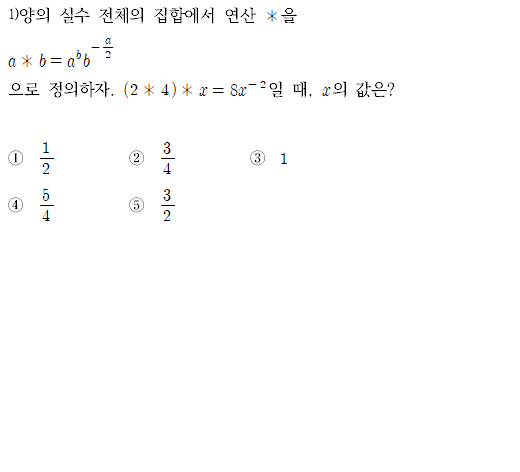 1)양의 실수 전체의 집합에서 연산 *을
a * b = a^b b^{-\frac{a}{2}}
으로 정의하자. (2 * 4) * x = 8x^{-2}일 때, x의 값은?
① \frac{1}{2} ② \frac{3}{4} ③ 1
④ \frac{5}{4} ⑤ \frac{3}{2}